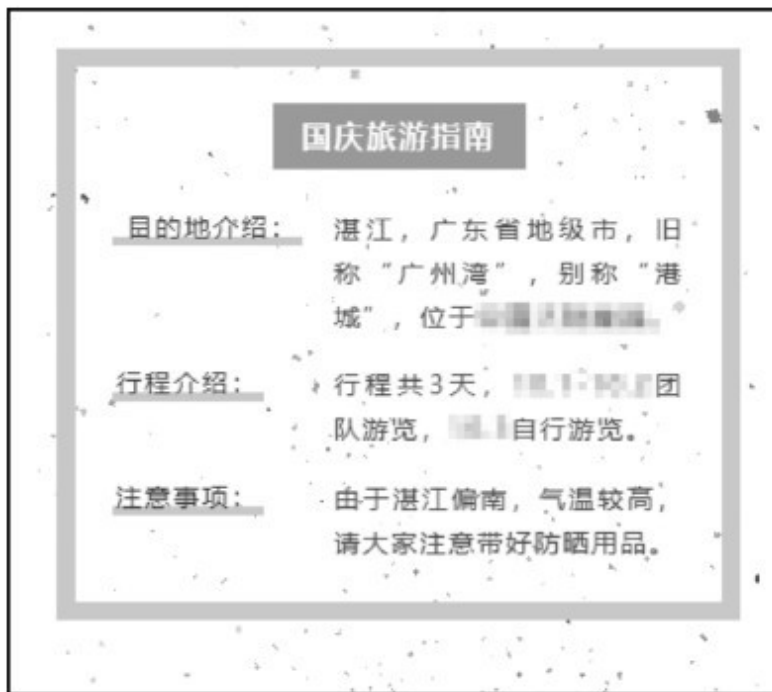 国庆旅游指南
目的地介绍：
湛江，广东省地级市，旧
称“广州湾”，别称“港
城”，位于
行程介绍：
行程共3天，团
队游览，自行游览。
注意事项：
由于湛江偏南，气温较高，
请大家注意带好防晒用品。